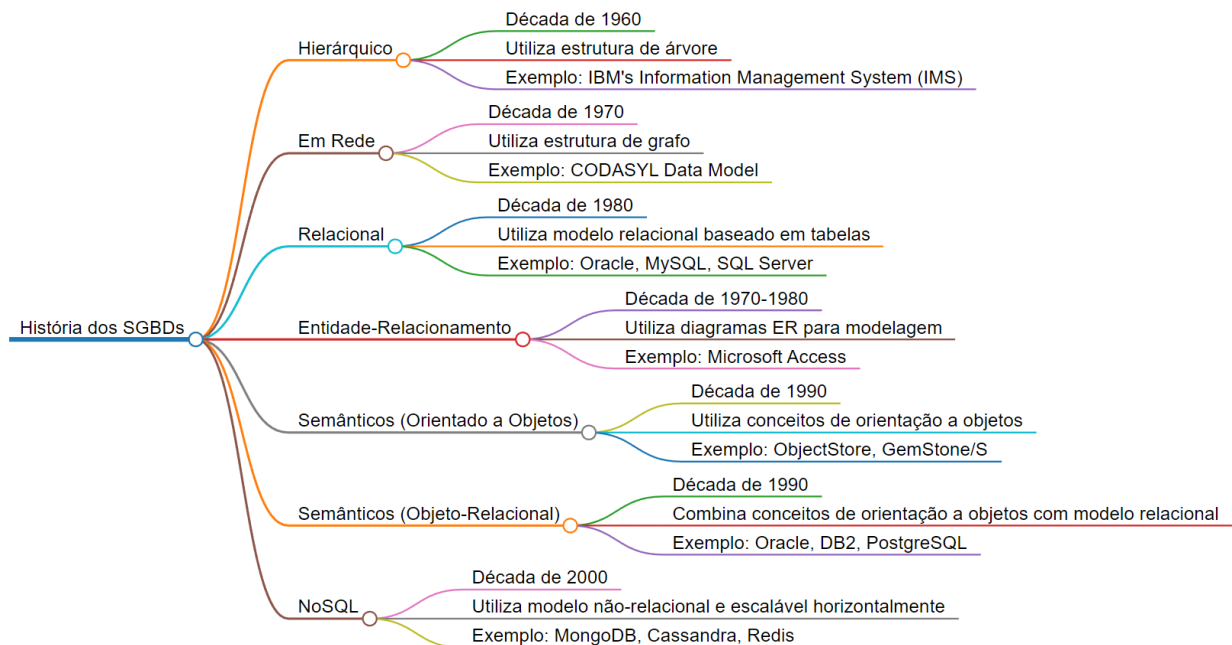 História dos SGBDs
Hierárquico
Década de 1960
Utiliza estrutura de árvore
Exemplo: IBM's Information Management System (IMS)
Em Rede
Década de 1970
Utiliza estrutura de grafo
Exemplo: CODASYL Data Model
Relacional
Década de 1980
Utiliza modelo relacional baseado em tabelas
Exemplo: Oracle, MySQL, SQL Server
Entidade-Relacionamento
Década de 1970-1980
Utiliza diagramas ER para modelagem
Exemplo: Microsoft Access
Semânticos (Orientado a Objetos)
Década de 1990
Utiliza conceitos de orientação a objetos
Exemplo: ObjectStore, GemStone/S
Semânticos (Objeto-Relacional)
Década de 1990
Combina conceitos de orientação a objetos com modelo relacional
Exemplo: Oracle, DB2, PostgreSQL
NoSQL
Década de 2000
Utiliza modelo não-relacional e escalável horizontalmente
Exemplo: MongoDB, Cassandra, Redis